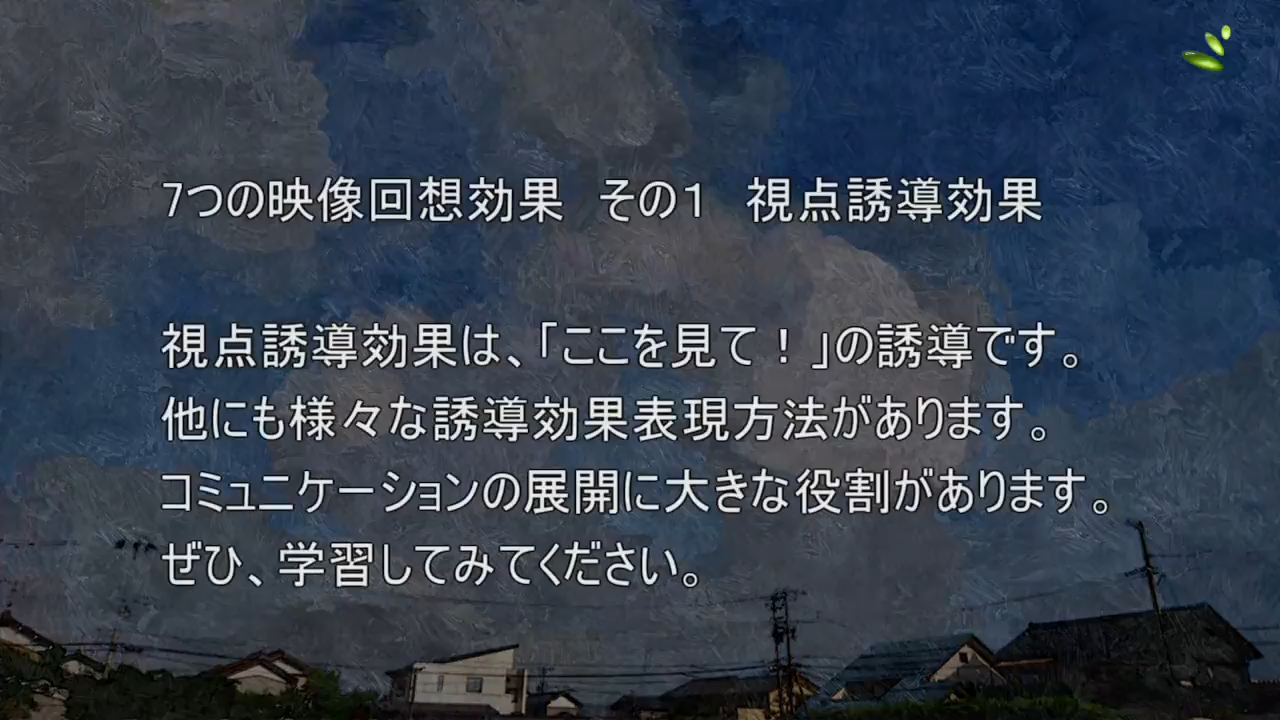 7つの映像回想効果　その１　視点誘導効果
視点誘導効果は、「ここを見て！」の誘導です。
他にも様々な誘導効果表現方法があります。
コミュニケーションの展開に大きな役割があります。
ぜひ、学習してみてください。